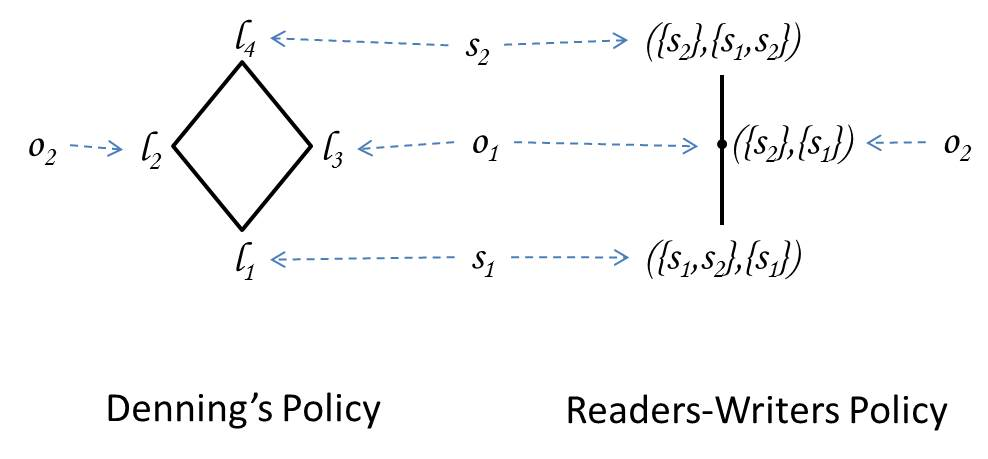 l₄ s₂ ({s₂},{s₁,s₂})
o₂ l₂ l₃ o₁ ({s₂},{s₁}) o₂
l₁ s₁ ({s₁,s₂},{s₁})
Denning’s Policy Readers-Writers Policy